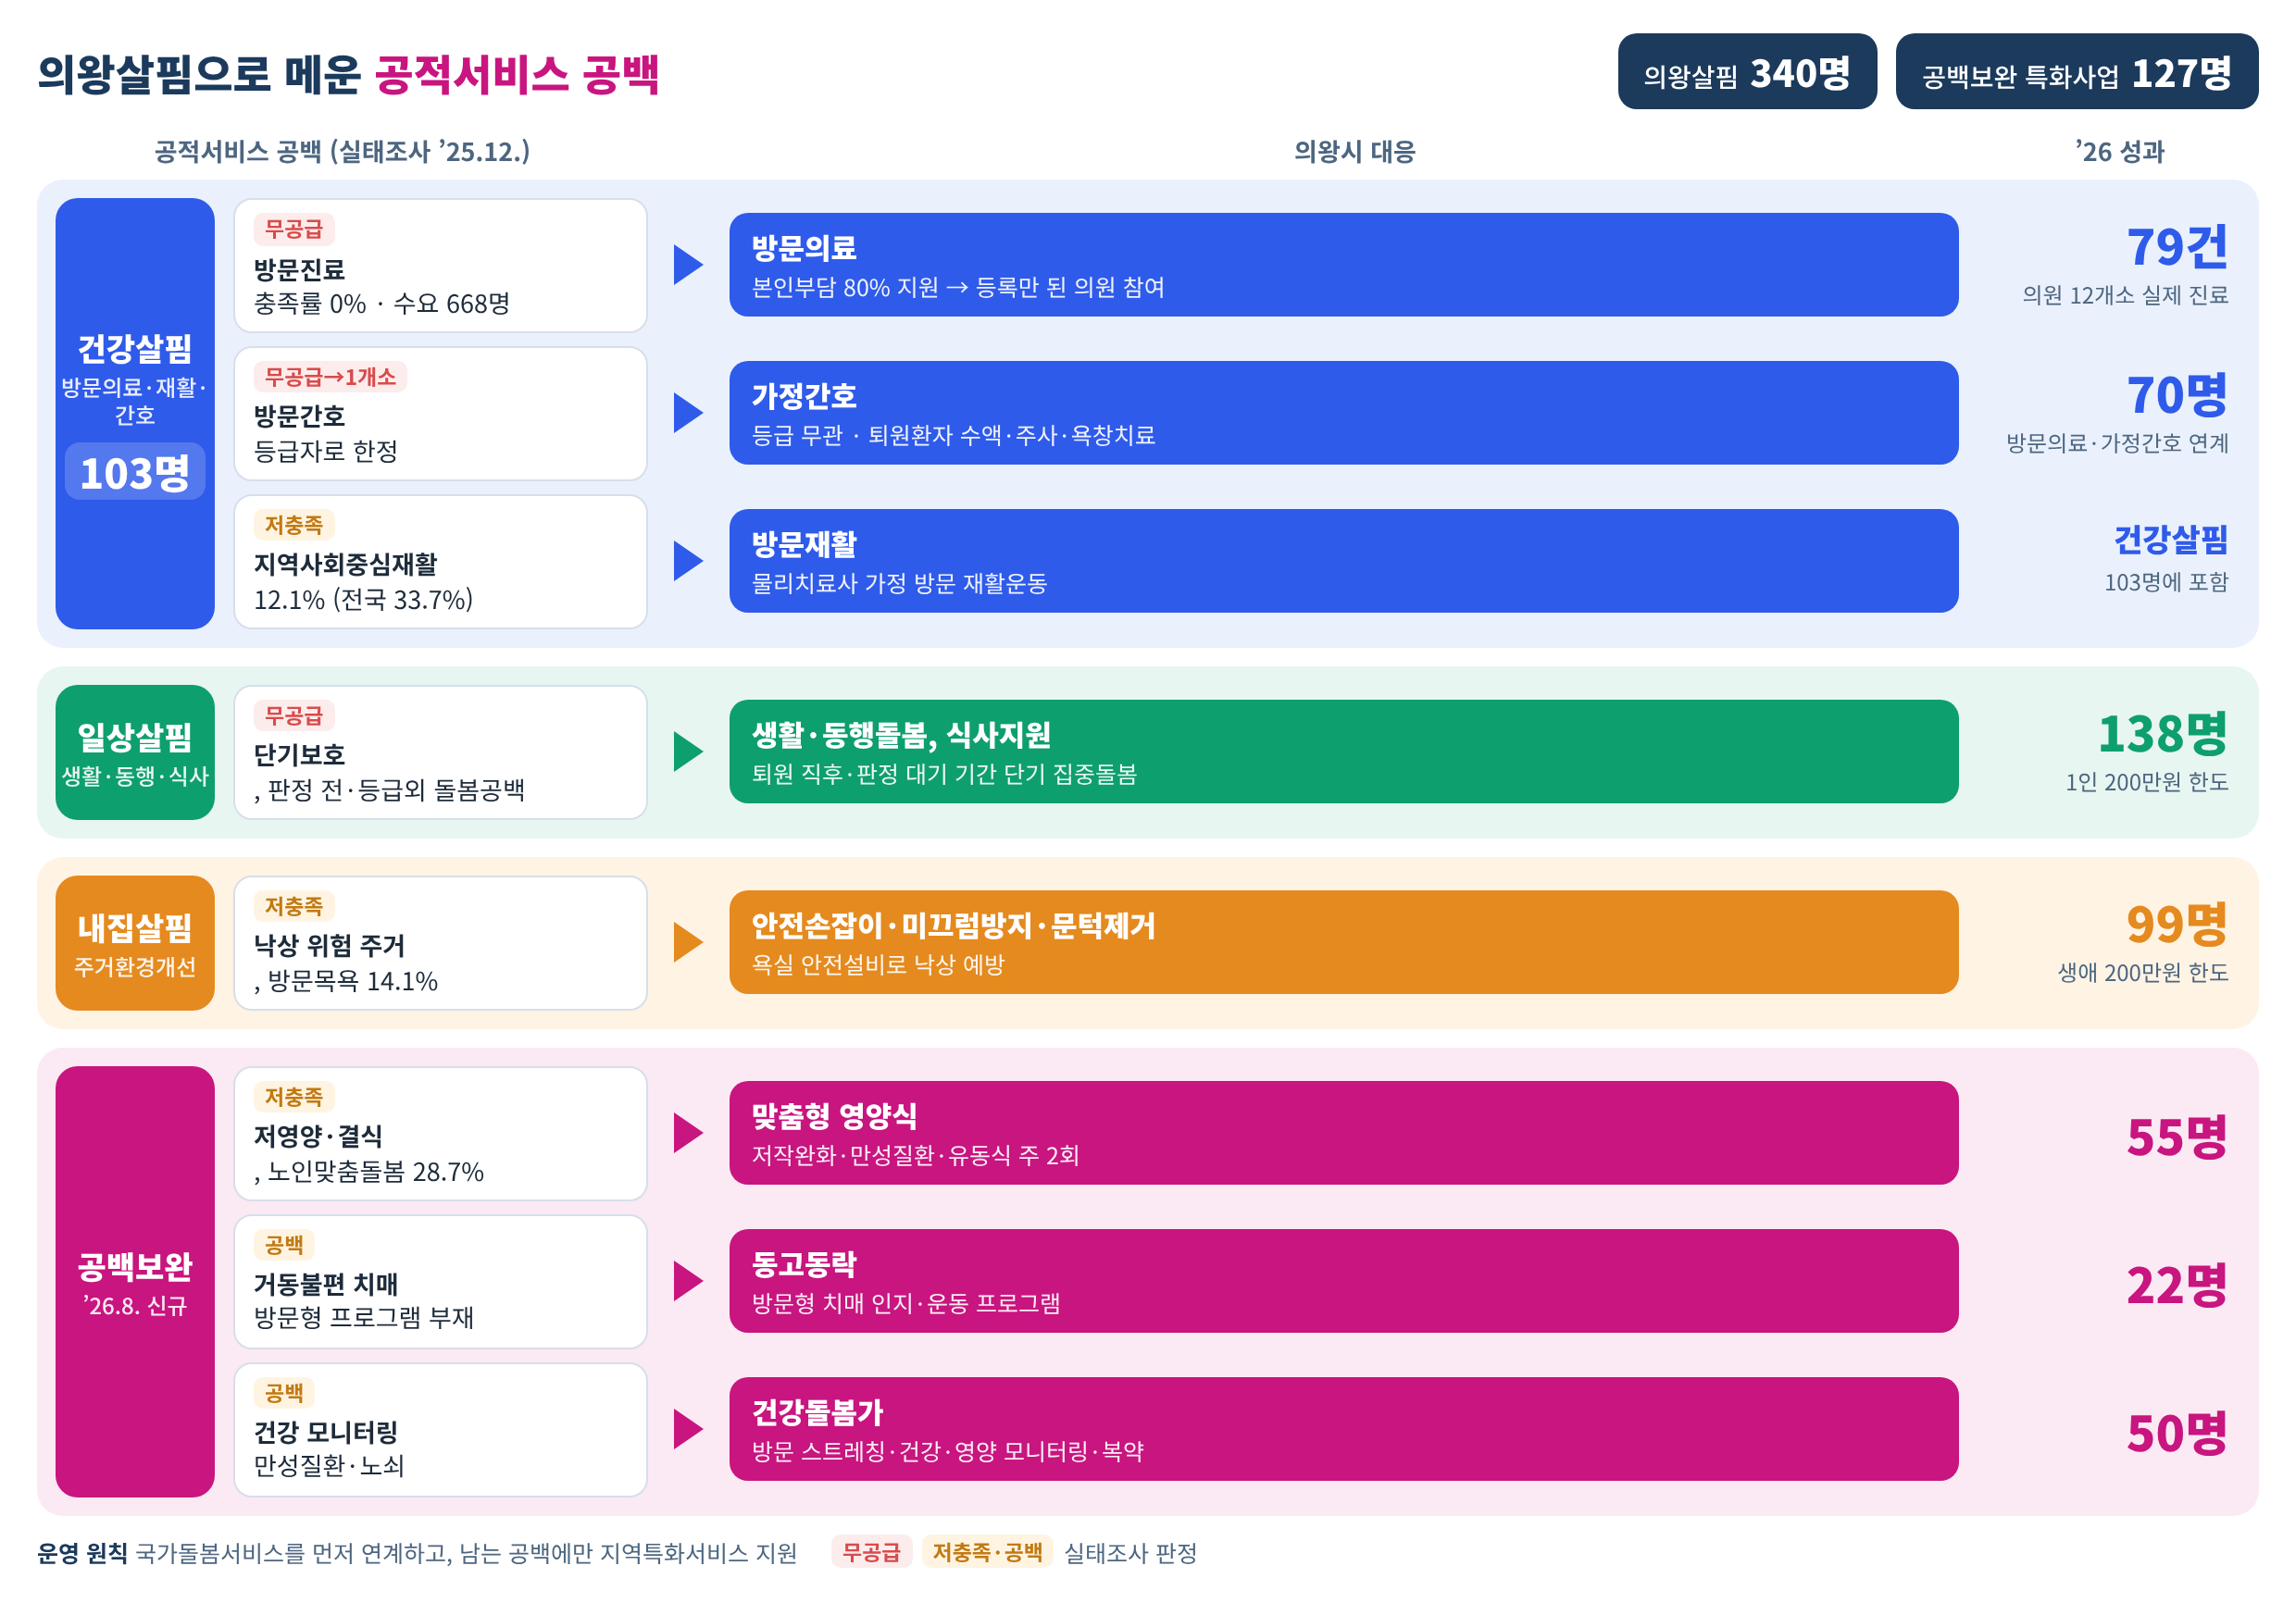 의왕살핌으로 메운 공적서비스 공백
의왕살핌 340명
공백보완 특화사업 127명
공적서비스 공백 (실태조사 ’25.12.)
의왕시 대응
’26 성과
건강살핌
방문의료·재활·
간호
103명
무공급
방문진료
충족률 0% · 수요 668명
방문의료
본인부담 80% 지원 → 등록만 된 의원 참여
79건
의원 12개소 실제 진료
무공급→1개소
방문간호
등급자로 한정
가정간호
등급 무관 · 퇴원환자 수액·주사·욕창치료
70명
방문의료·가정간호 연계
저충족
지역사회중심재활
12.1% (전국 33.7%)
방문재활
물리치료사 가정 방문 재활운동
건강살핌
103명에 포함
일상살핌
생활·동행·식사
무공급
단기보호
, 판정 전·등급외 돌봄공백
생활·동행돌봄, 식사지원
퇴원 직후·판정 대기 기간 단기 집중돌봄
138명
1인 200만원 한도
내집살핌
주거환경개선
저충족
낙상 위험 주거
, 방문목욕 14.1%
안전손잡이·미끄럼방지·문턱제거
욕실 안전설비로 낙상 예방
99명
생애 200만원 한도
공백보완
’26.8. 신규
저충족
저영양·결식
, 노인맞춤돌봄 28.7%
맞춤형 영양식
저작완화·만성질환·유동식 주 2회
55명
공백
거동불편 치매
방문형 프로그램 부재
동고동락
방문형 치매 인지·운동 프로그램
22명
공백
건강 모니터링
만성질환·노쇠
건강돌봄가
방문 스트레칭·건강·영양 모니터링·복약
50명
운영 원칙 국가돌봄서비스를 먼저 연계하고, 남는 공백에만 지역특화서비스 지원
무공급 저충족·공백 실태조사 판정